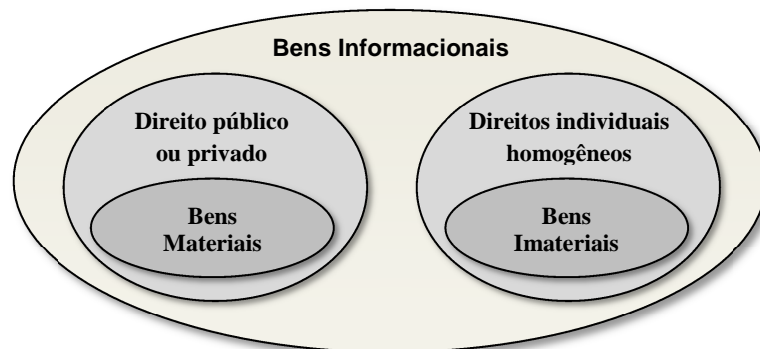 Bens Informacionais
Direito público
ou privado
Bens
Materiais
Direitos individuais
homogêneos
Bens
Imateriais